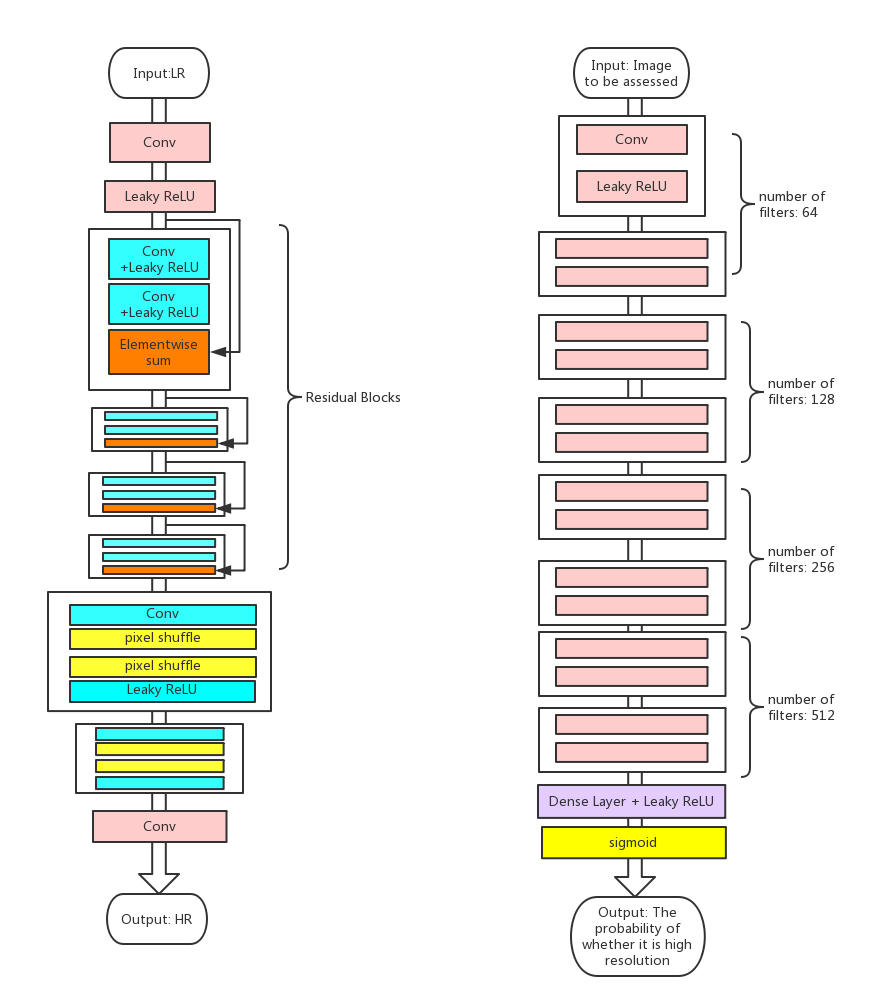 Input:LR
Conv
Leaky ReLU
Conv
+Leaky ReLU
Conv
+Leaky ReLU
Elementwise
sum
Residual Blocks
Conv
pixel shuffle
pixel shuffle
Leaky ReLU
Conv
Output: HR
Input: Image
to be assessed
Conv
Leaky ReLU
number of
filters: 64
number of
filters: 128
number of
filters: 256
number of
filters: 512
Dense Layer + Leaky ReLU
sigmoid
Output: The
probability of
whether it is high
resolution